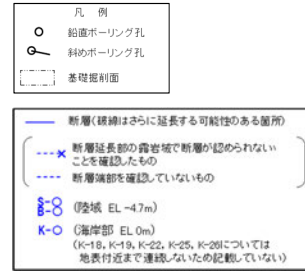 凡 例
鉛直ボーリング孔
斜めボーリング孔
基礎掘削面
断層(破線はさらに延長する可能性のある箇所)
断層延長部の露岩域で断層が認められない
ことを確認したもの
断層端部を確認していないもの
S-○
B-○ (陸域 EL -4.7m)
K-○ (海岸部 EL 0m)
(K-18、K-19、K-22、K-25、K-26については
地表付近まで連続しないため記載していない)